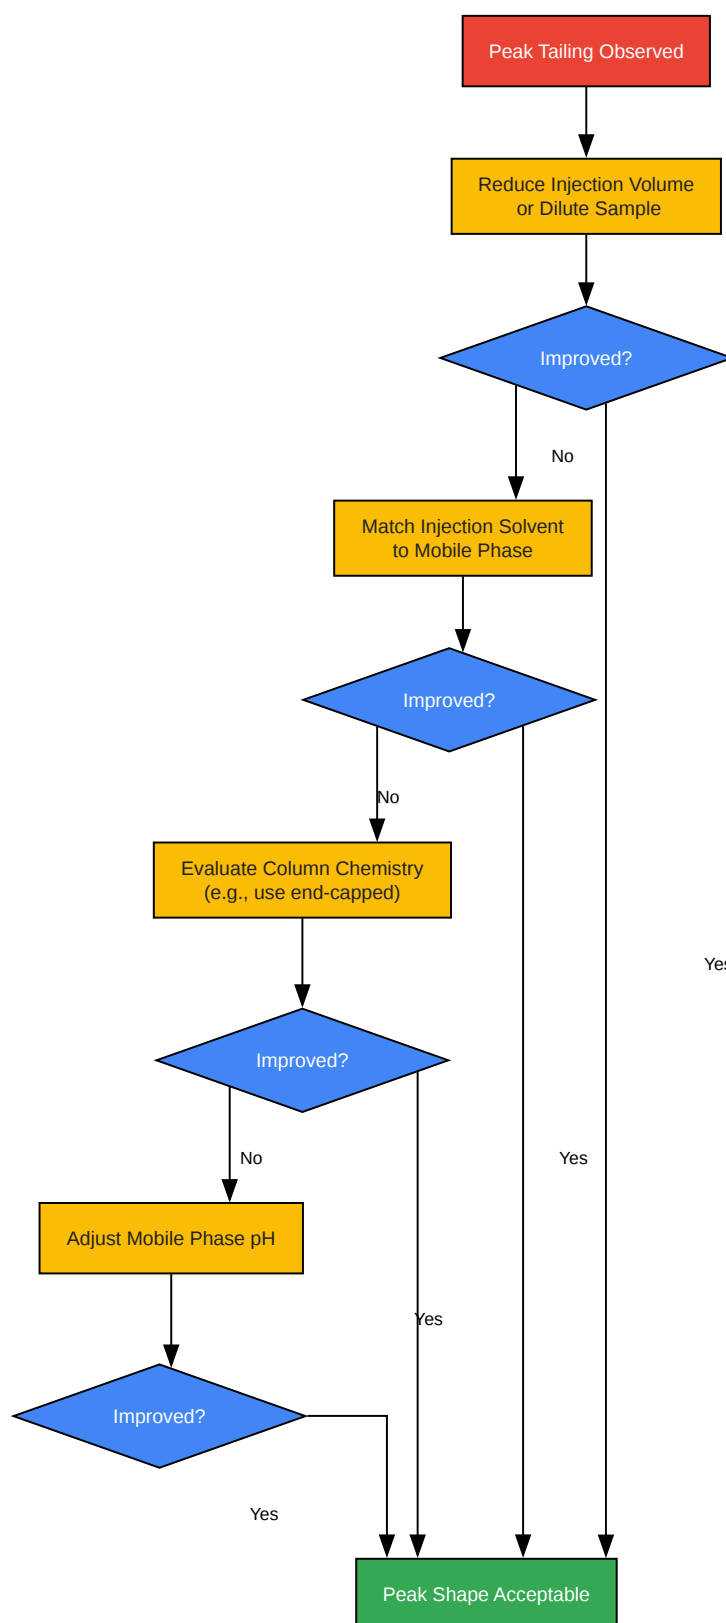 Peak Tailing Observed
Reduce Injection Volume
or Dilute Sample
Improved?
No
Match Injection Solvent
to Mobile Phase
Improved?
No
Evaluate Column Chemistry
(e.g., use end-capped)
Yes
Improved?
No
Yes
Adjust Mobile Phase pH
Yes
Improved?
Yes
Peak Shape Acceptable